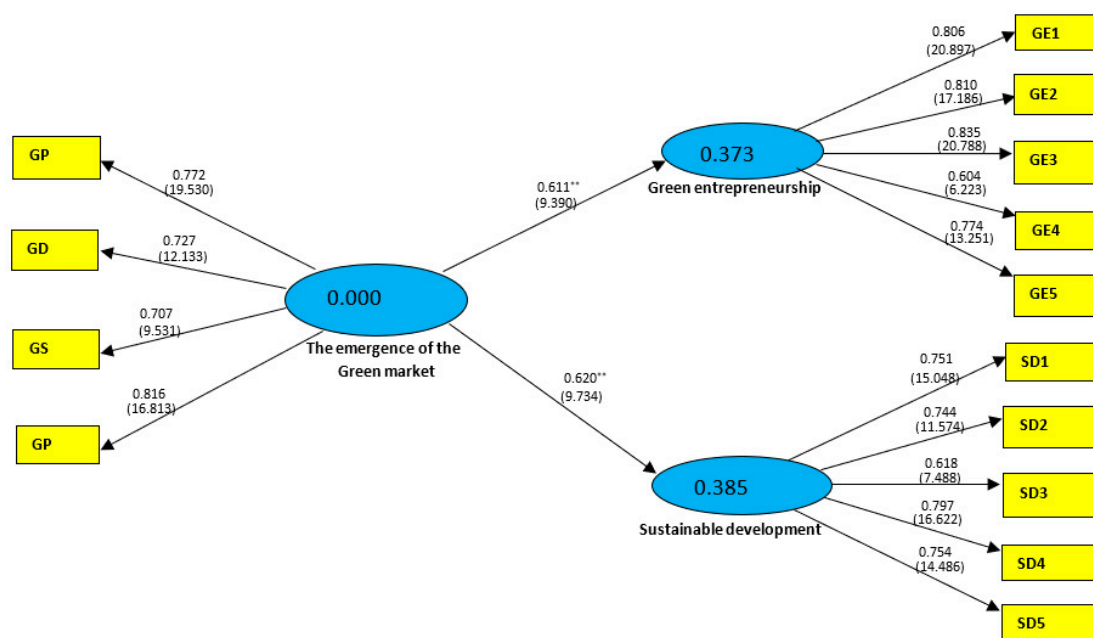 GP
0.772
(19.530)
GD
0.727
(12.133)
GS
0.707
(9.531)
GP
0.816
(16.813)
0.000
The emergence of the
Green market
0.611**
(9.390)
0.620**
(9.734)
0.373
Green entrepreneurship
0.806
(20.897)
GE1
0.810
(17.186)
GE2
0.835
(20.788)
GE3
0.604
(6.223)
GE4
0.774
(13.251)
GE5
0.385
Sustainable development
0.751
(15.048)
SD1
0.744
(11.574)
SD2
0.618
(7.488)
SD3
0.797
(16.622)
SD4
0.754
(14.486)
SD5